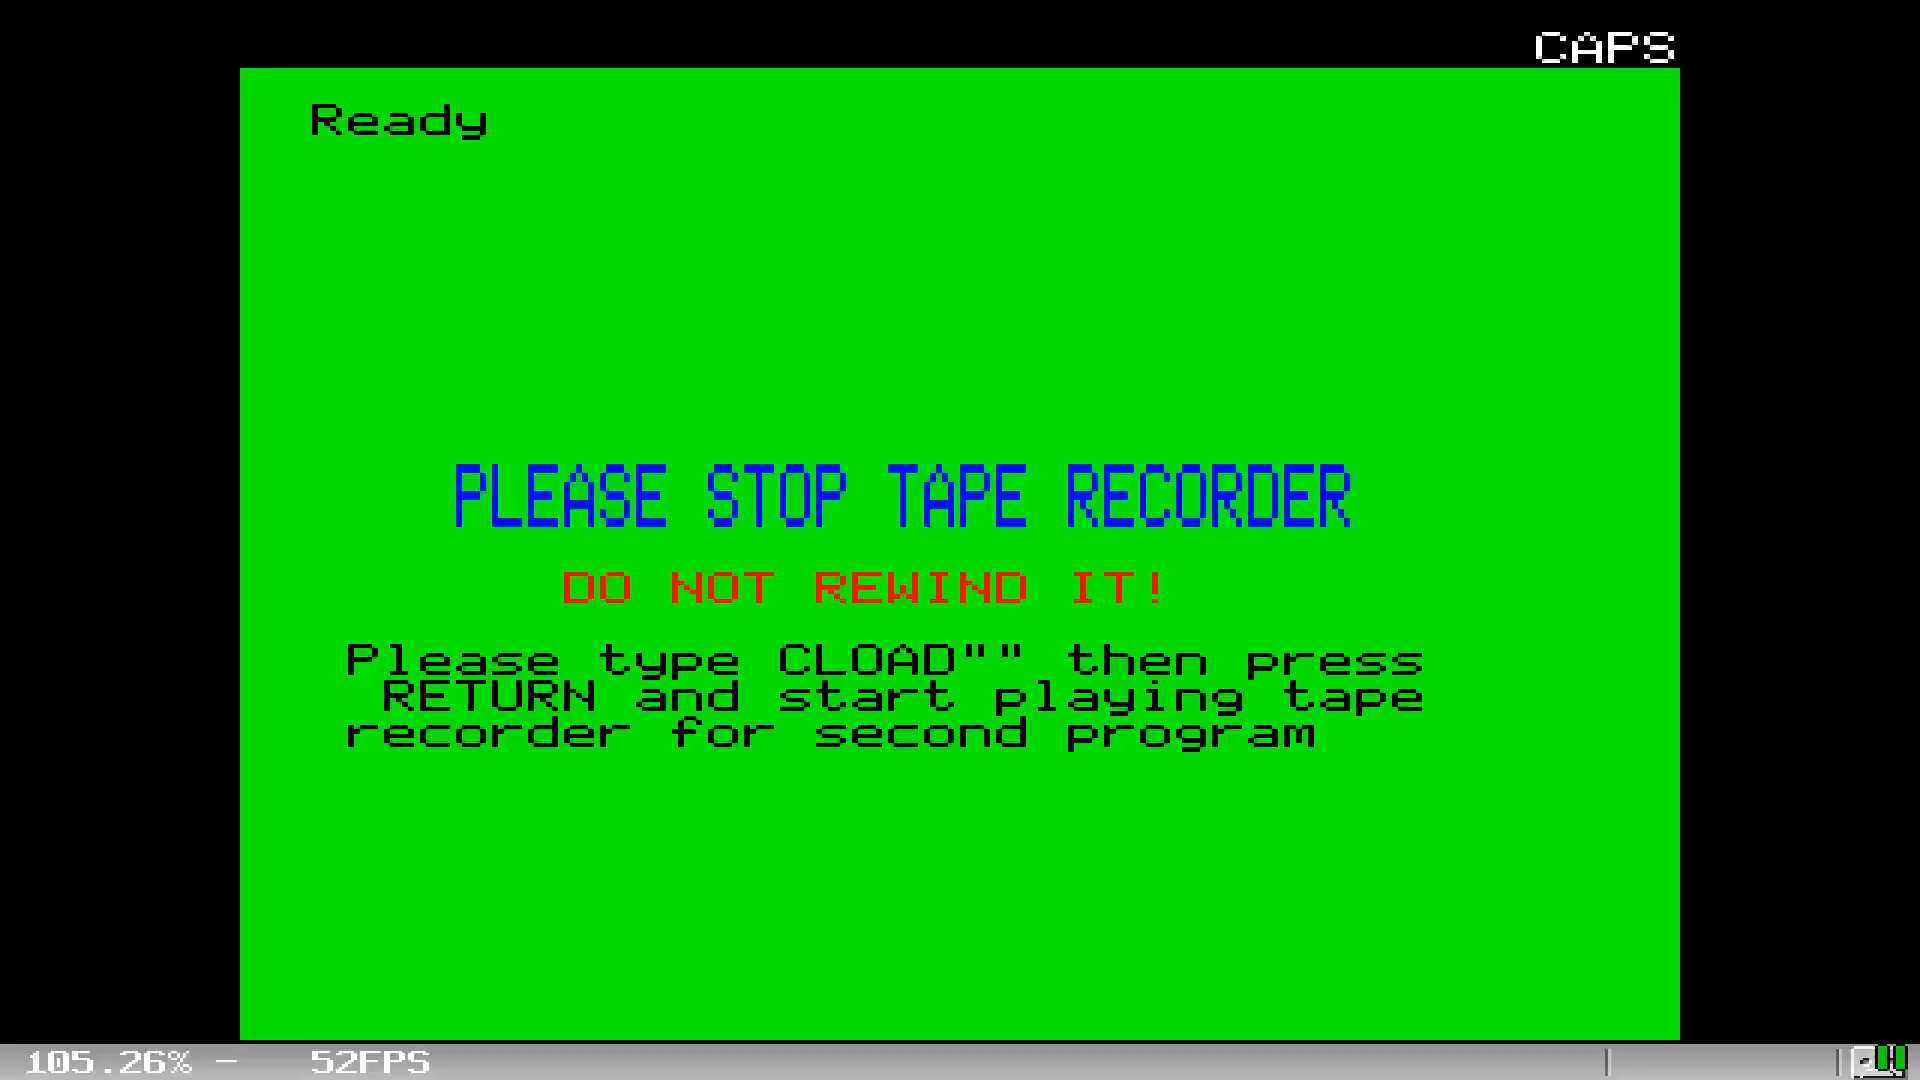 CAPS
Ready
PLEASE STOP TAPE RECORDER
DO NOT REWIND IT!
Please type CLOAD"" then press
RETURN and start playing tape
recorder for second program
105.26% - 52FPS